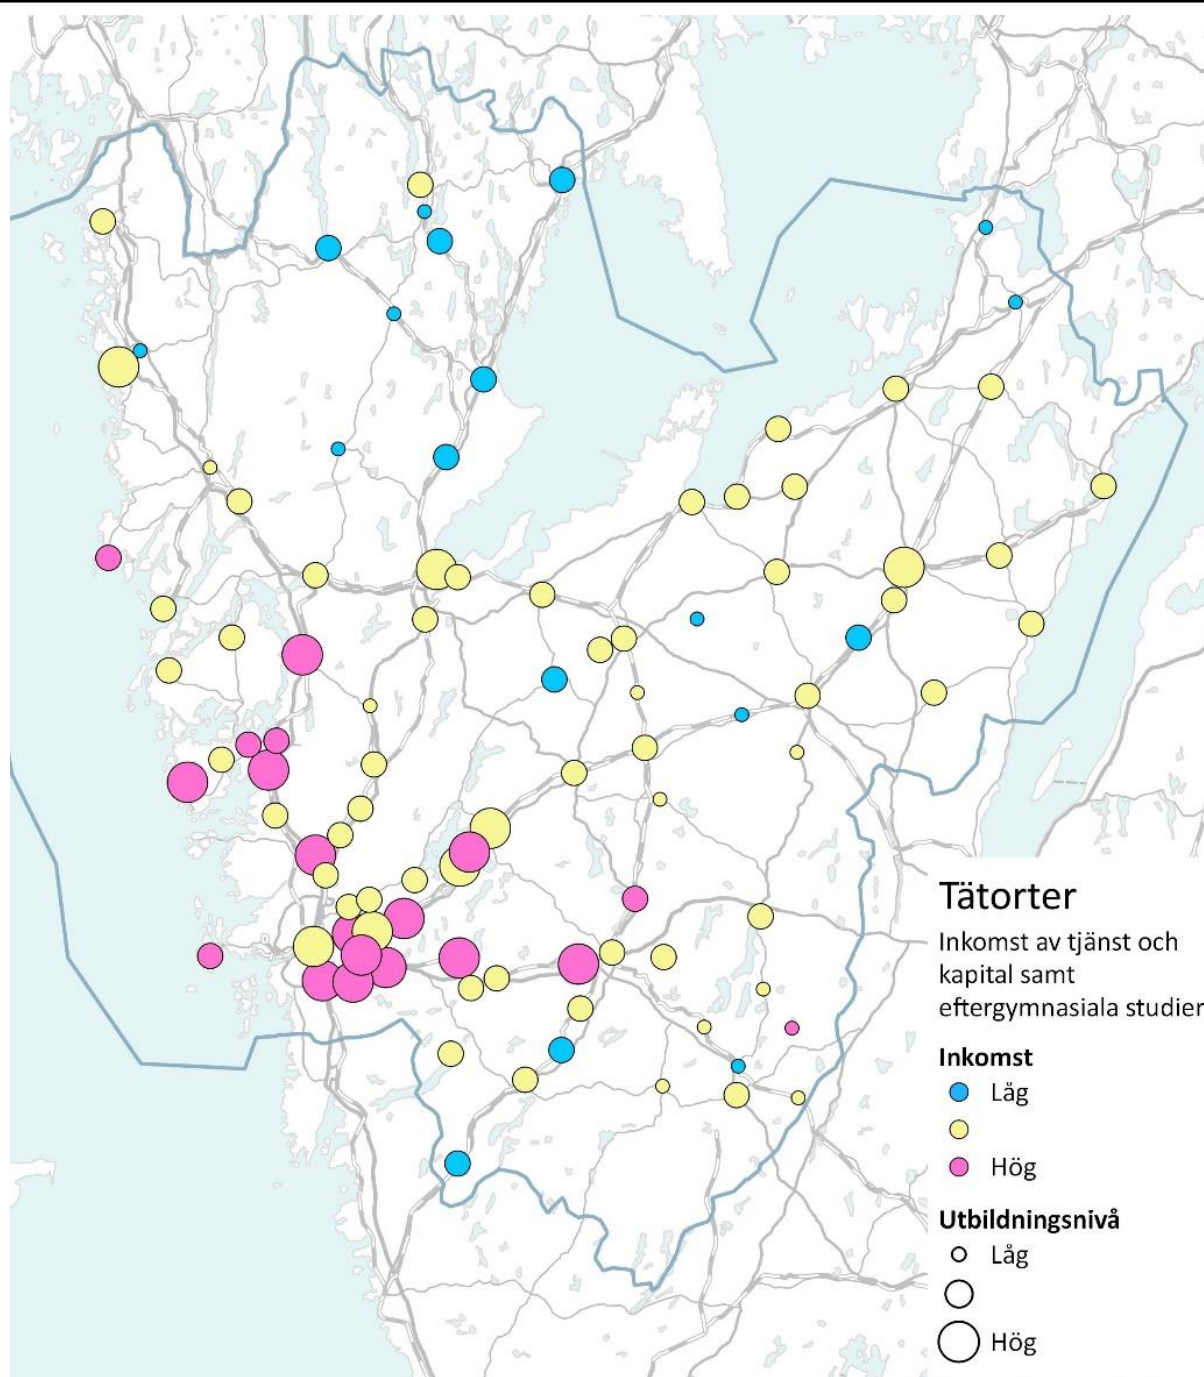 Tätorter
Inkomst av tjänst och
kapital samt
eftergymnasiala studier
Inkomst
Låg
Hög
Utbildningsnivå
Låg
Hög